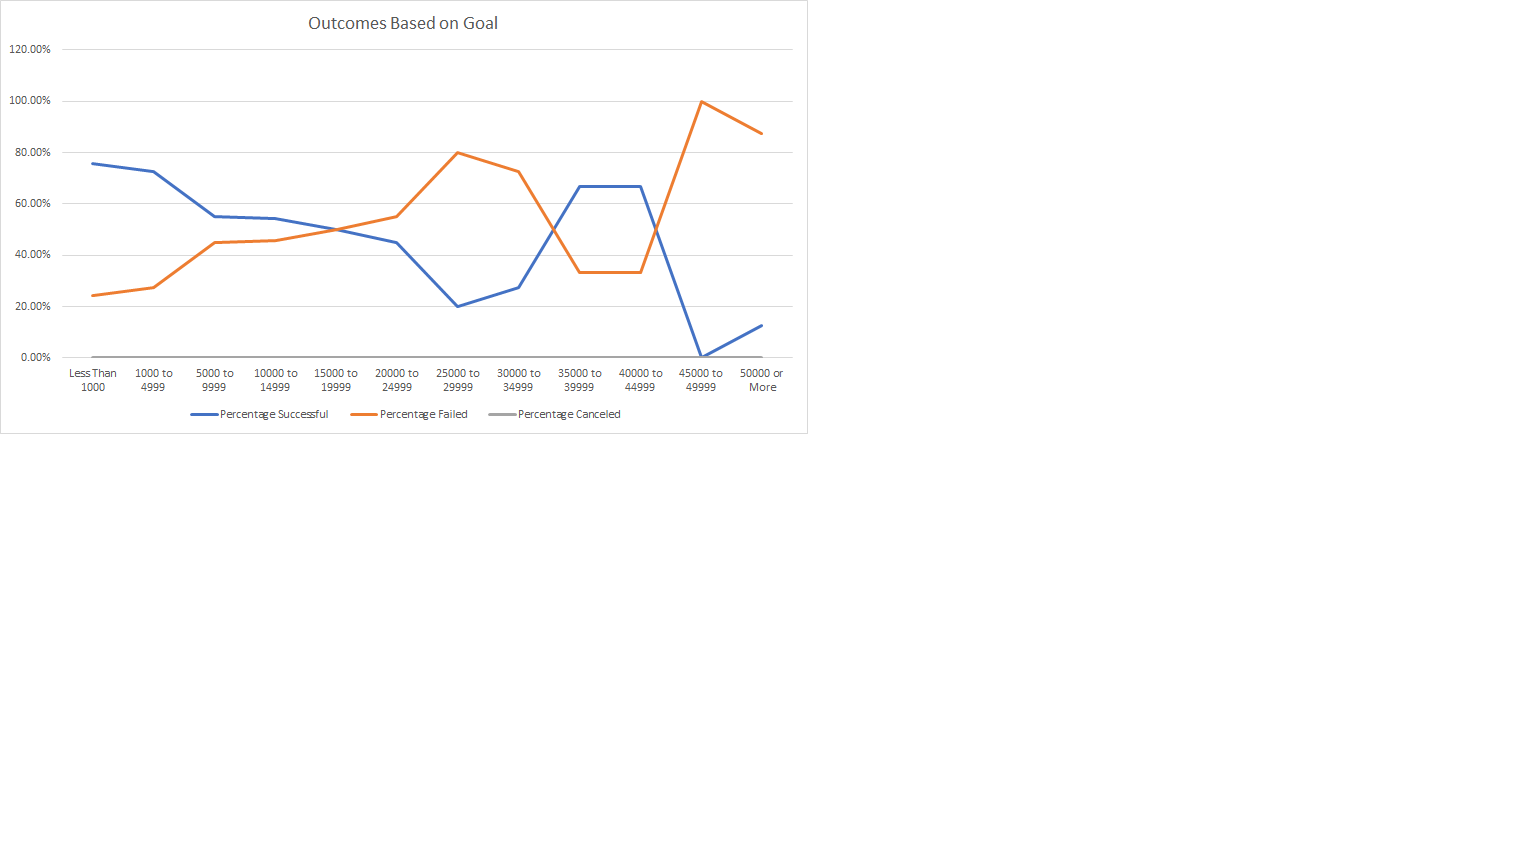 Outcomes Based on Goal
120.00%
100.00%
80.00%
60.00%
40.00%
20.00%
0.00%
Less Than 1000 to 5000 to 10000 to 15000 to 20000 to 25000 to 30000 to 35000 to 40000 to 45000 to 50000 or
1000 4999 9999 14999 19999 24999 29999 34999 39999 44999 49999 More
Percentage Successful Percentage Failed Percentage Canceled